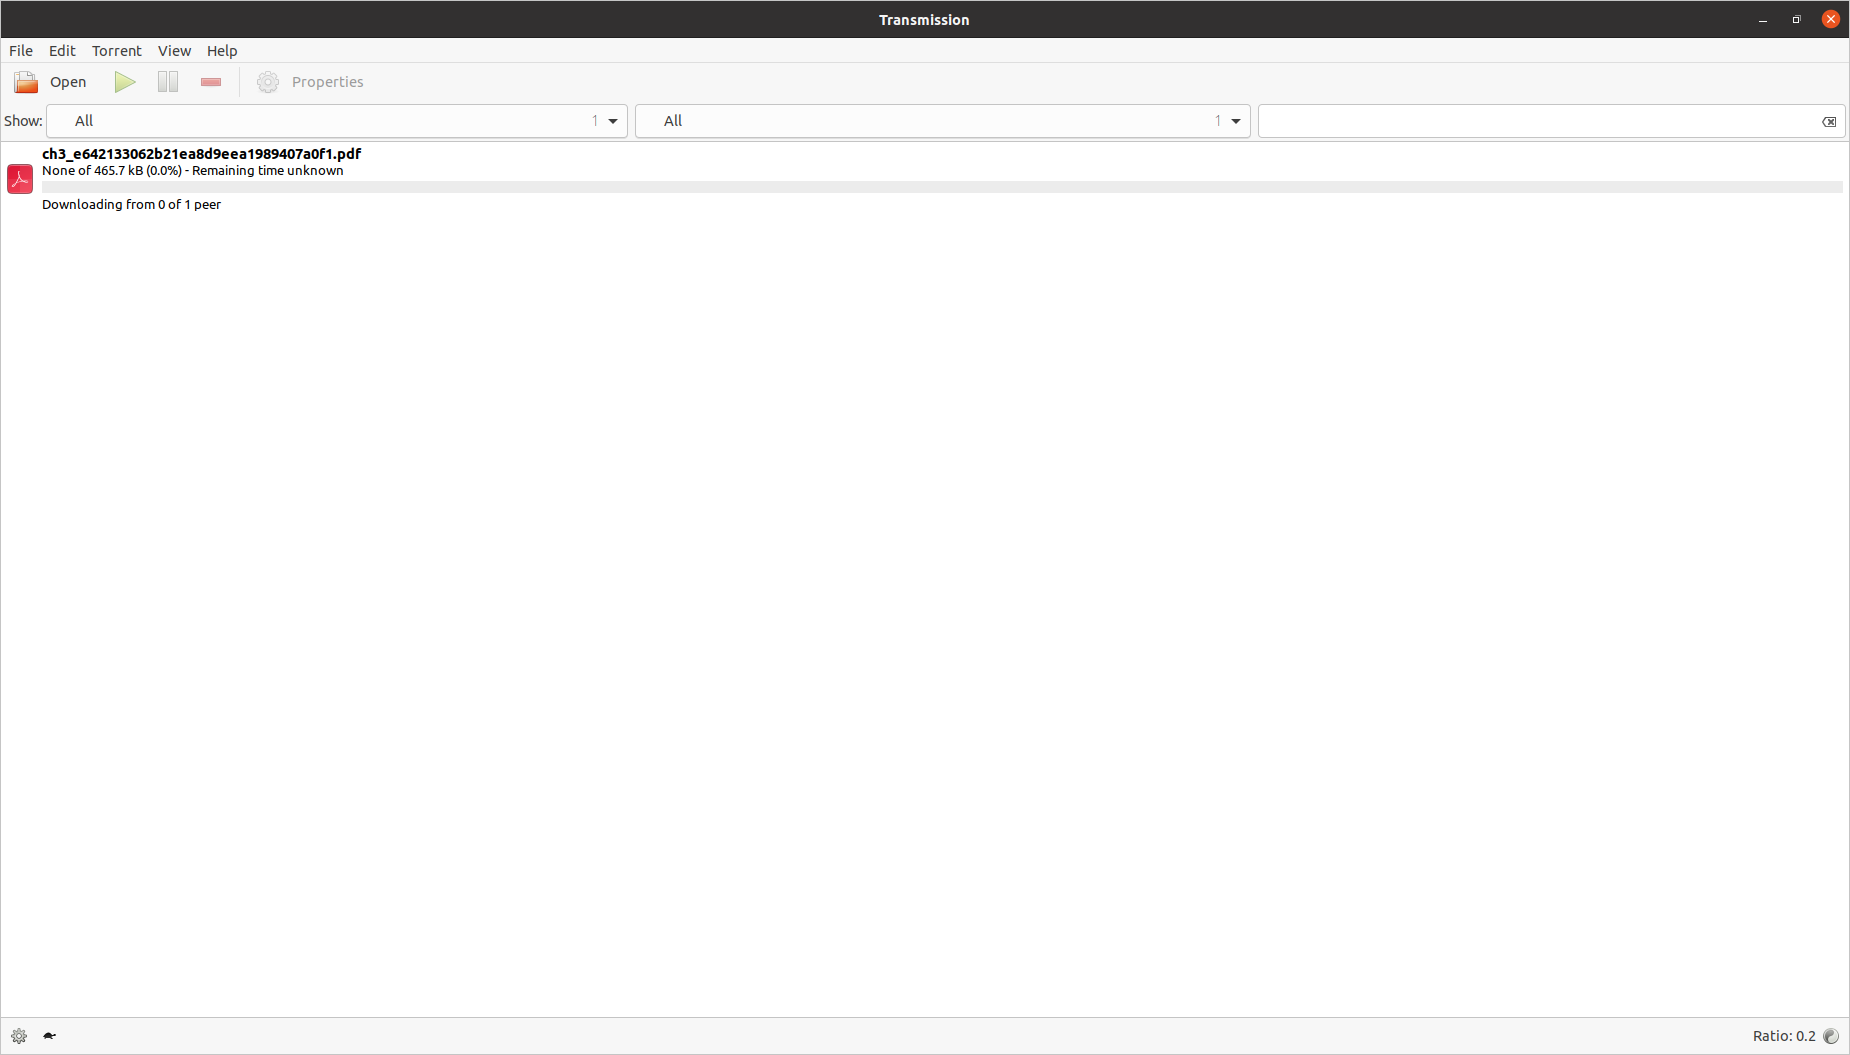 Transmission
File Edit Torrent View Help
Open Properties
Show: All 1 All 1
ch3_e642133062b21ea8d9eea1989407a0f1.pdf
None of 465.7 kB (0.0%) - Remaining time unknown
Downloading from 0 of 1 peer
Ratio: 0.2